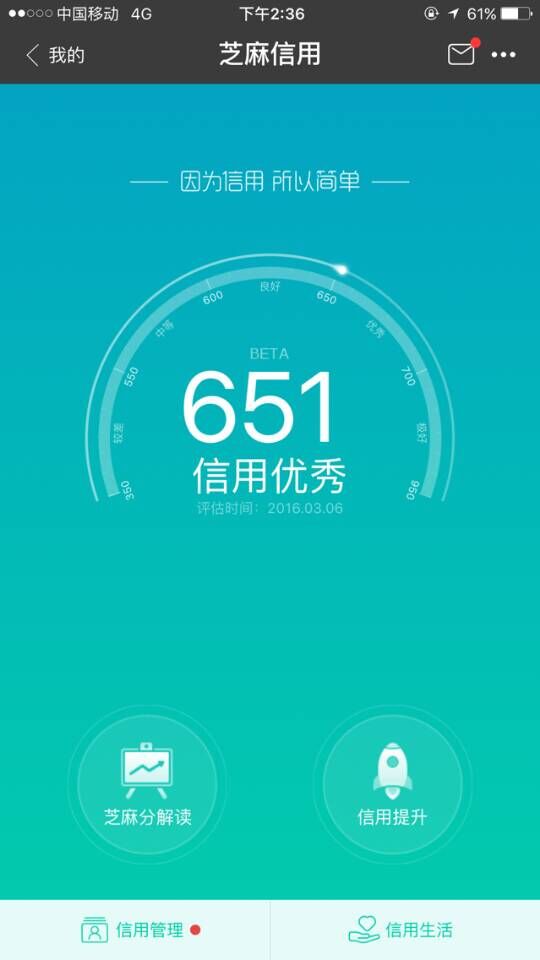 中国移动 4G 下午2:36 61%
我的 芝麻信用
因为信用 所以简单
350 较差 550 中等 600 良好 650 优秀 700 极好 950
BETA
651
信用优秀
评估时间：2016.03.06
芝麻分解读 信用提升
信用管理 信用生活